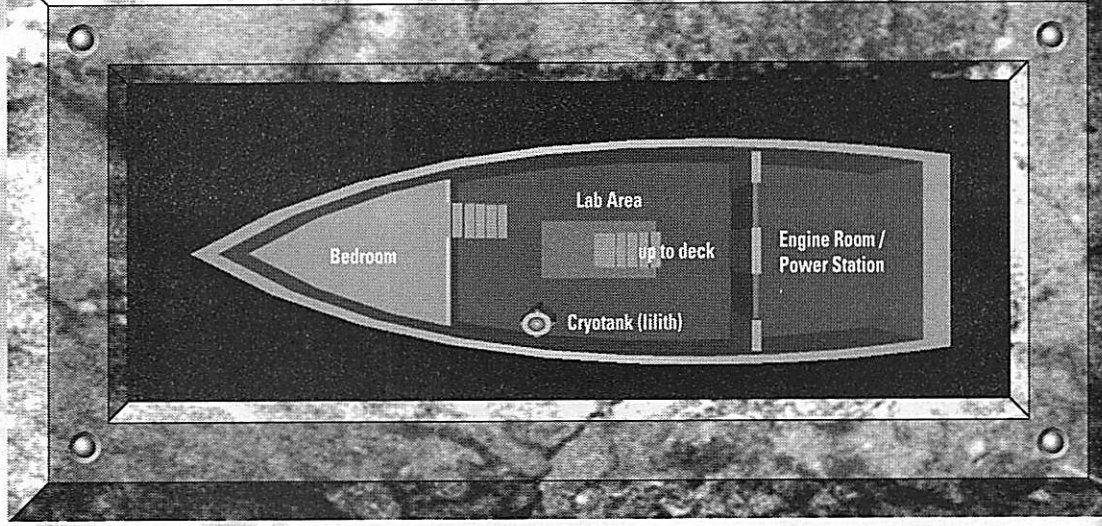 Lab Area
Bedroom
up to deck
Engine Room /
Power Station
Cryotank (lilith)